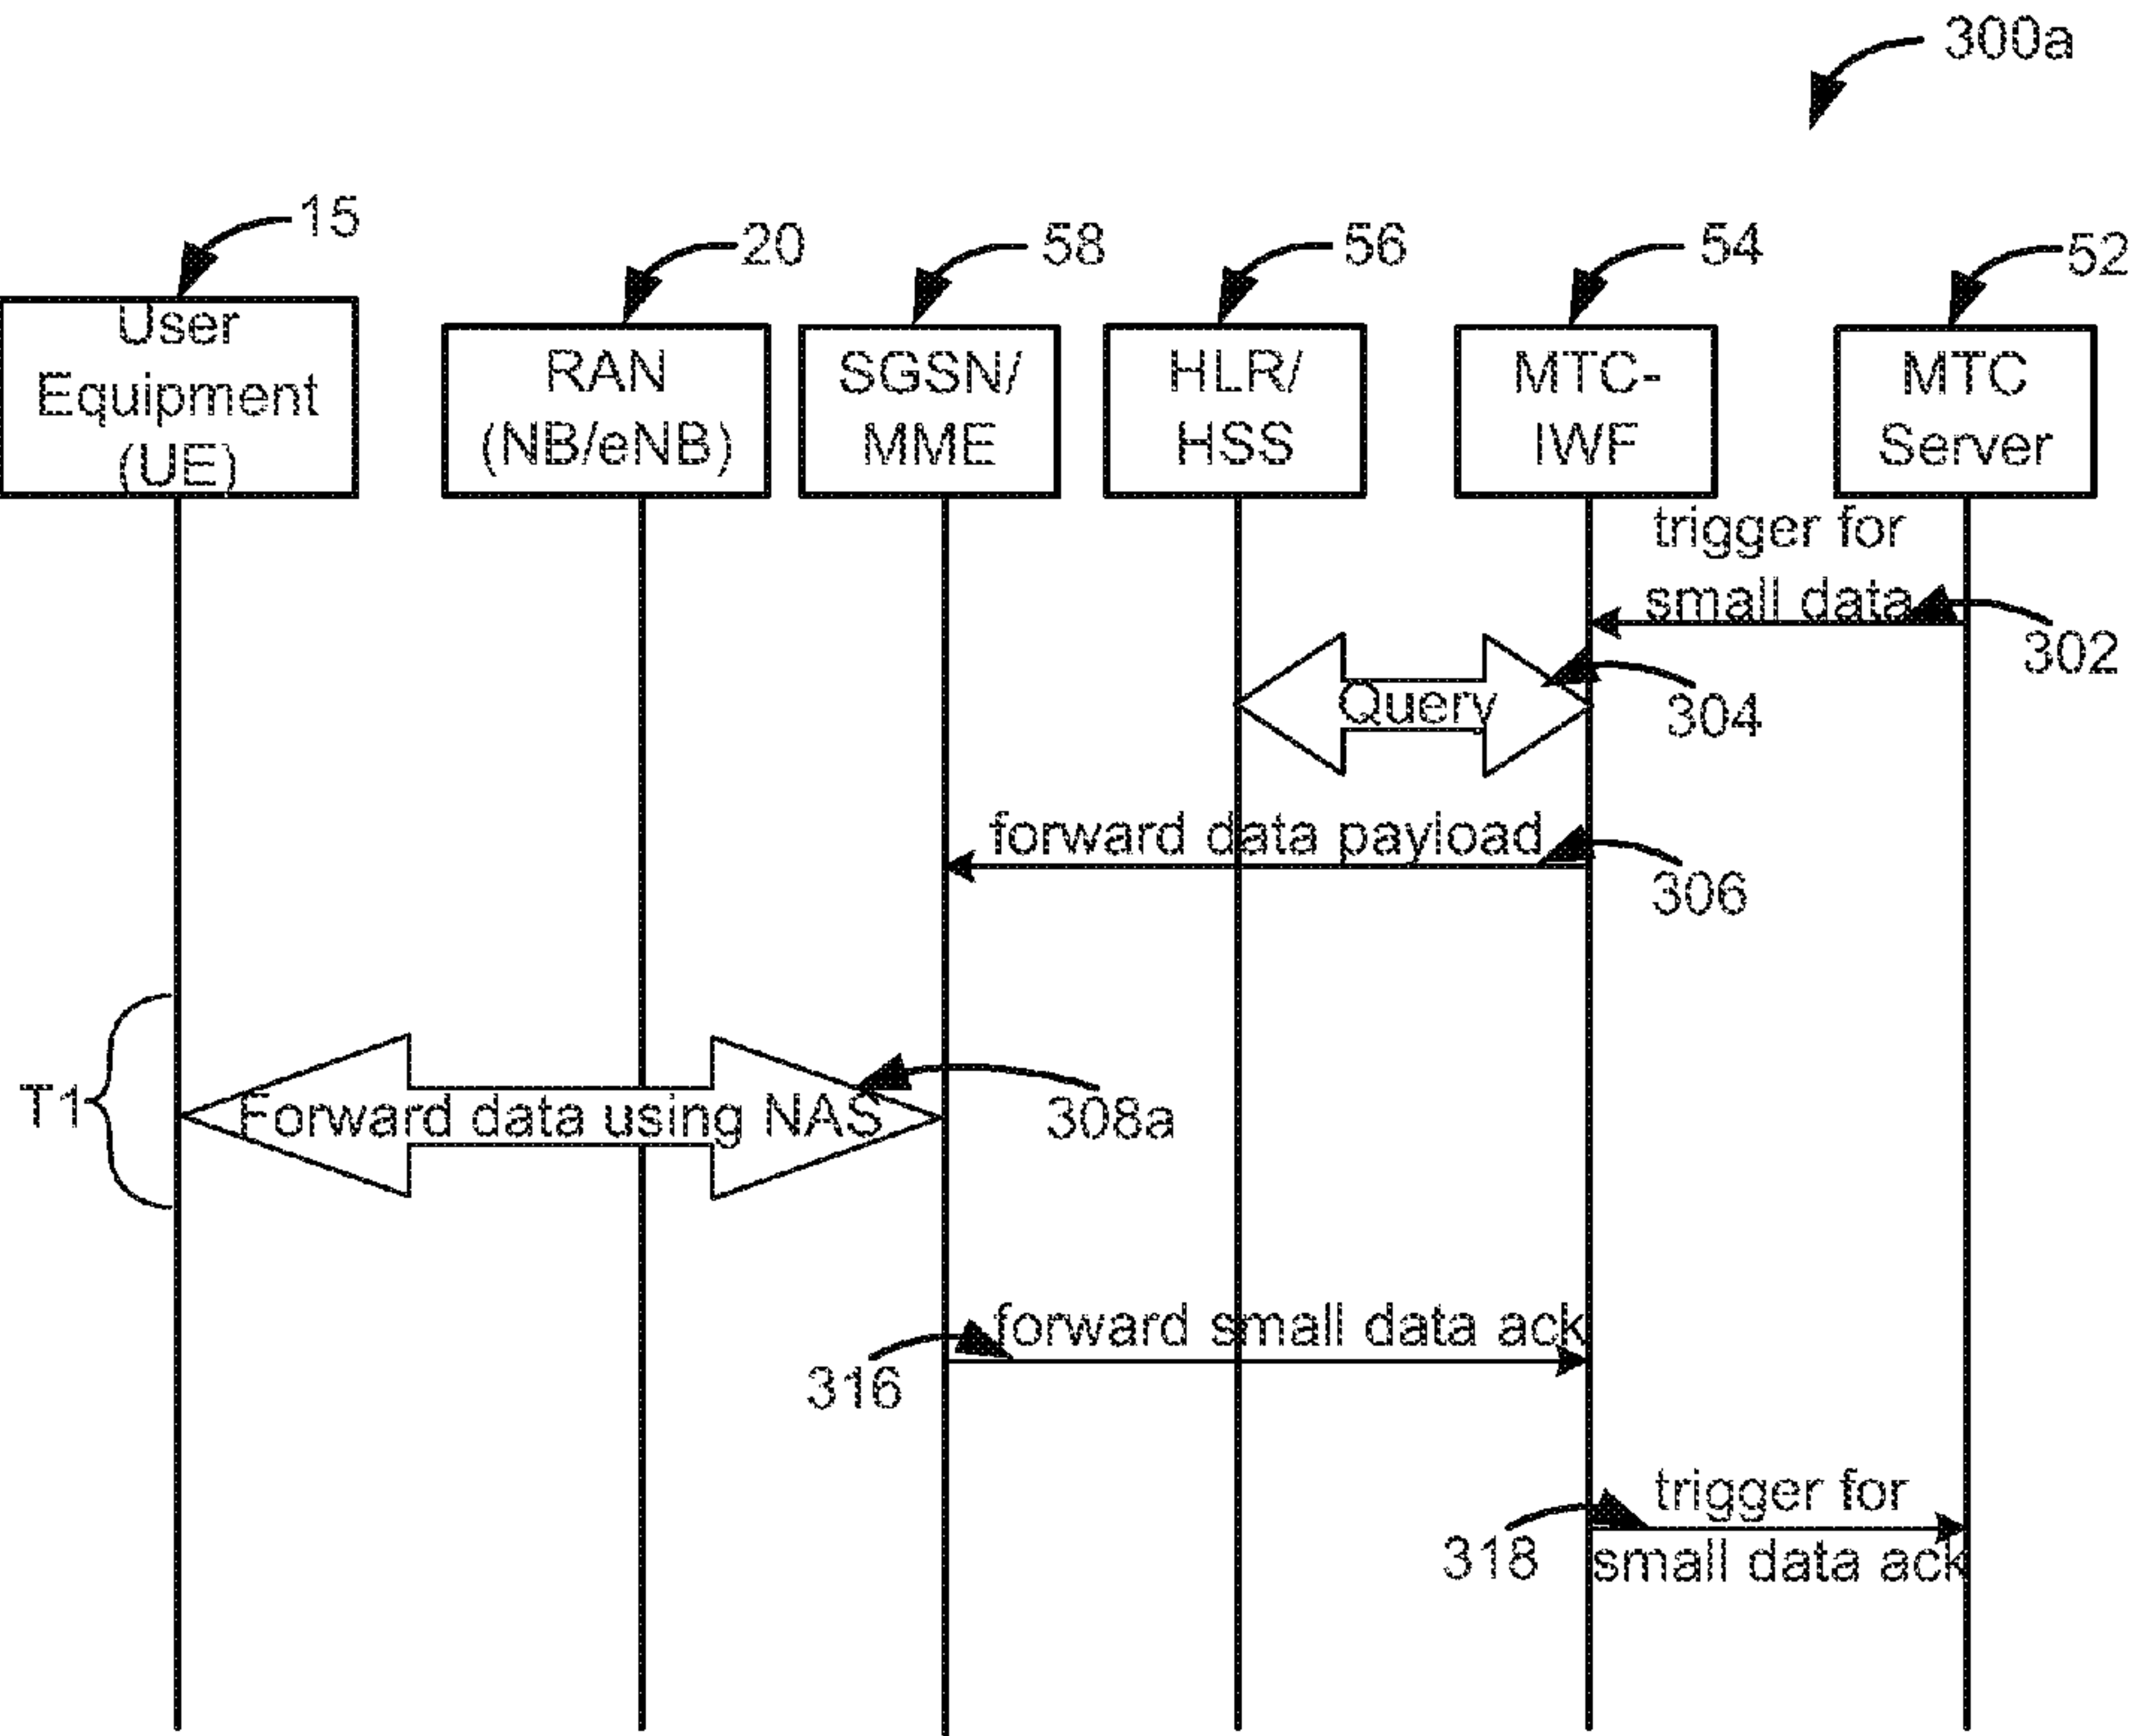 300a
15
20
58
56
54
52
User
Equipment
(UE)
RAN
(NB/eNB)
SGSN/
MME
HLR/
HSS
MTC-
IWF
MTC
Server
trigger for
small data
302
Query
304
forward data payload
306
T1
Forward data using NAS
308a
forward small data ack
316
trigger for
318
small data ack